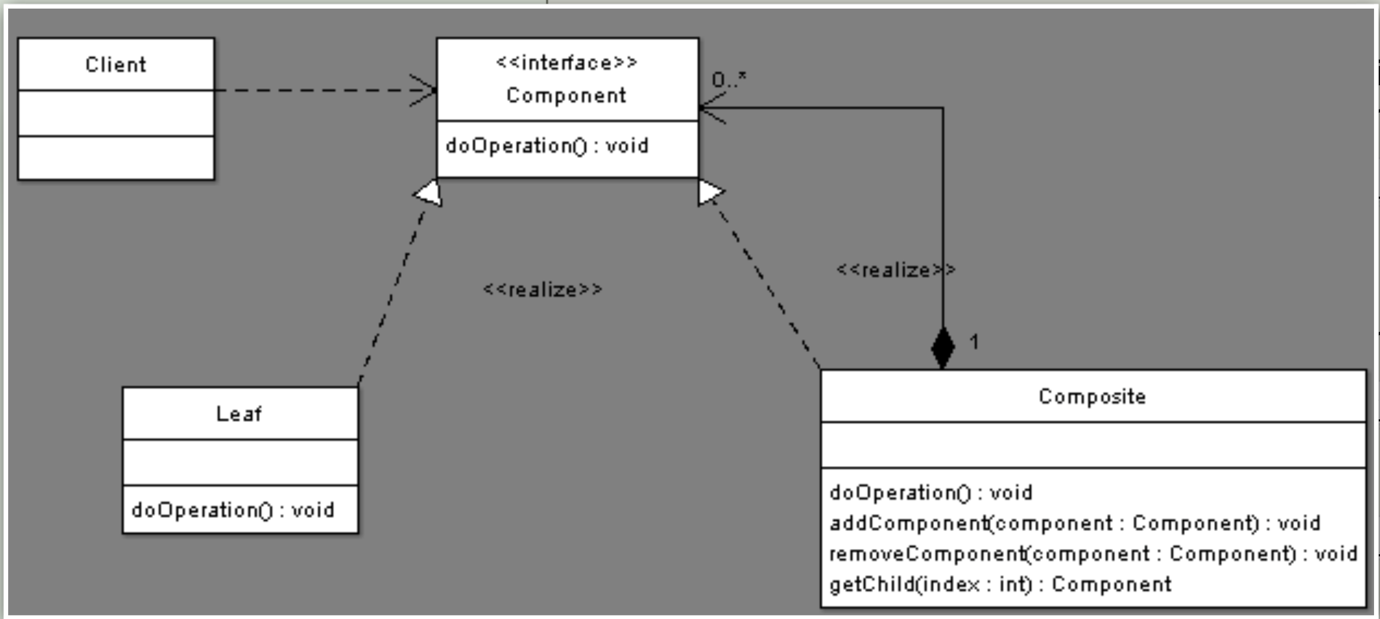 Client
<<interface>>
Component
doOperation() : void
0..*
<<realize>>
<<realize>>
1
Leaf
doOperation() : void
Composite
doOperation() : void
addComponent(component : Component) : void
removeComponent(component : Component) : void
getChild(index : int) : Component